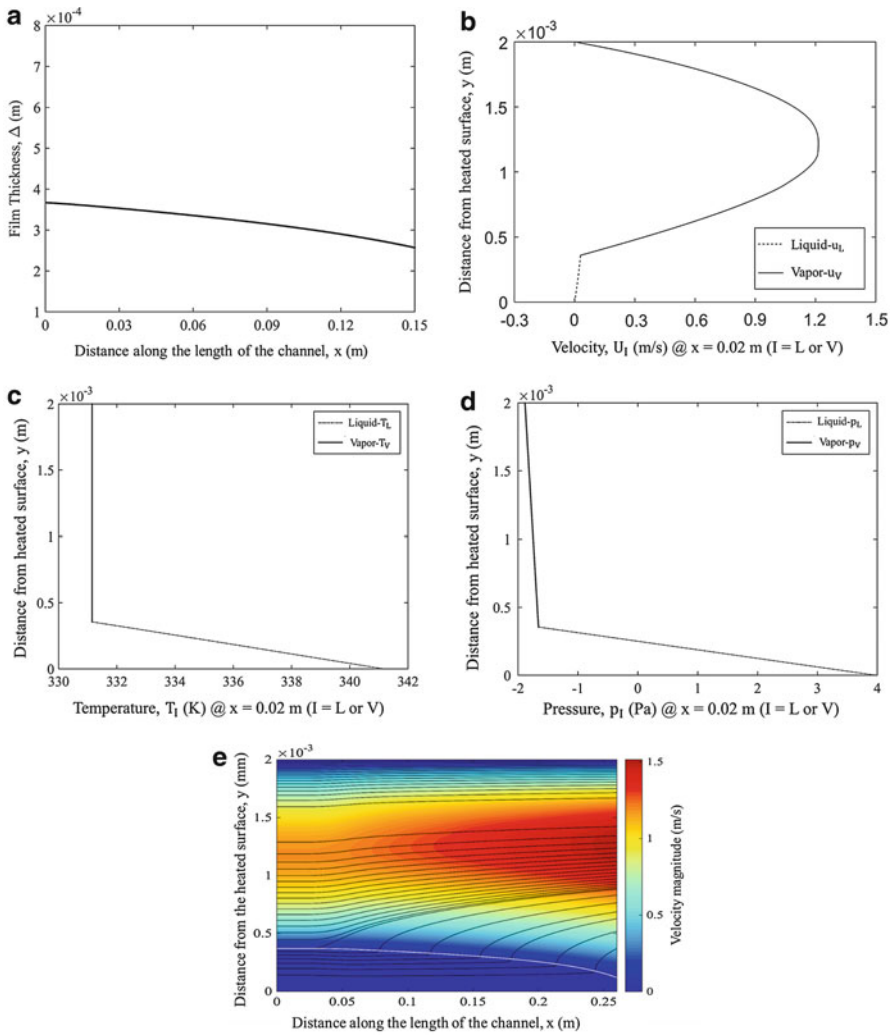 a
×10⁻⁴
8
7
6
5
4
3
2
1
Film Thickness, Δ (m)
0 0.03 0.06 0.09 0.12 0.15
Distance along the length of the channel, x (m)
b
×10⁻³
2
1.5
1
0.5
0
Distance from heated surface, y (m)
Liquid-u_L
Vapor-u_V
-0.3 0 0.3 0.6 0.9 1.2 1.5
Velocity, U_I (m/s) @ x = 0.02 m (I = L or V)
c
×10⁻³
2
1.5
1
0.5
0
Distance from heated surface, y (m)
Liquid-T_L
Vapor-T_V
330 332 334 336 338 340 342
Temperature, T_I (K) @ x = 0.02 m (I = L or V)
d
×10⁻³
2
1.5
1
0.5
0
Distance from heated surface, y (m)
Liquid-p_L
Vapor-p_V
-2 -1 0 1 2 3 4
Pressure, p_I (Pa) @ x = 0.02 m (I = L or V)
e
×10⁻³
2
1.5
1
0.5
0
Distance from the heated surface, y (mm)
0 0.05 0.1 0.15 0.2 0.25
Distance along the length of the channel, x (m)
1.5
1
0.5
0
Velocity magnitude (m/s)